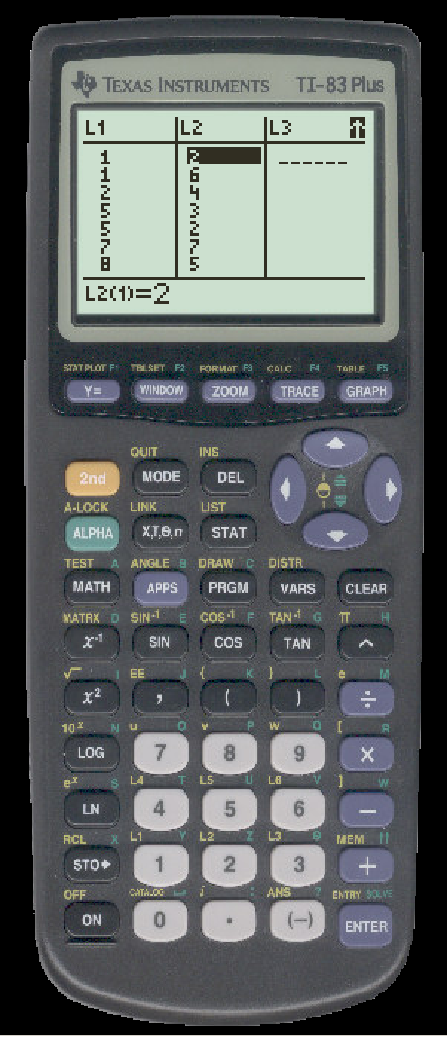 TEXAS INSTRUMENTS TI-83 Plus
L1 L2 L3
1 2 ------
1 6
2 4
5 3
5 2
7 7
8 5
L2(1)=2
STAT PLOT F1 TBLSET F2 FORMAT F3 CALC F4 TABLE F5
Y= WINDOW ZOOM TRACE GRAPH
QUIT INS
2nd MODE DEL
A-LOCK LINK LIST
ALPHA X,T,Θ,n STAT
TEST A ANGLE B DRAW C DISTR
MATH APPS PRGM VARS CLEAR
MATRX D SIN⁻¹ E COS⁻¹ F TAN⁻¹ G π H
x⁻¹ SIN COS TAN ^
√ I EE J { K } L e M
x² , ( ) ÷
10ˣ N u O v P w Q [ R
LOG 7 8 9 ×
eˣ S L4 T L5 U L6 V ] W
LN 4 5 6 −
RCL X L1 Y L2 Z L3 θ MEM "
STO➧ 1 2 3 +
OFF CATALOG i : ANS ? ENTRY SOLVE
ON 0 . (−) ENTER